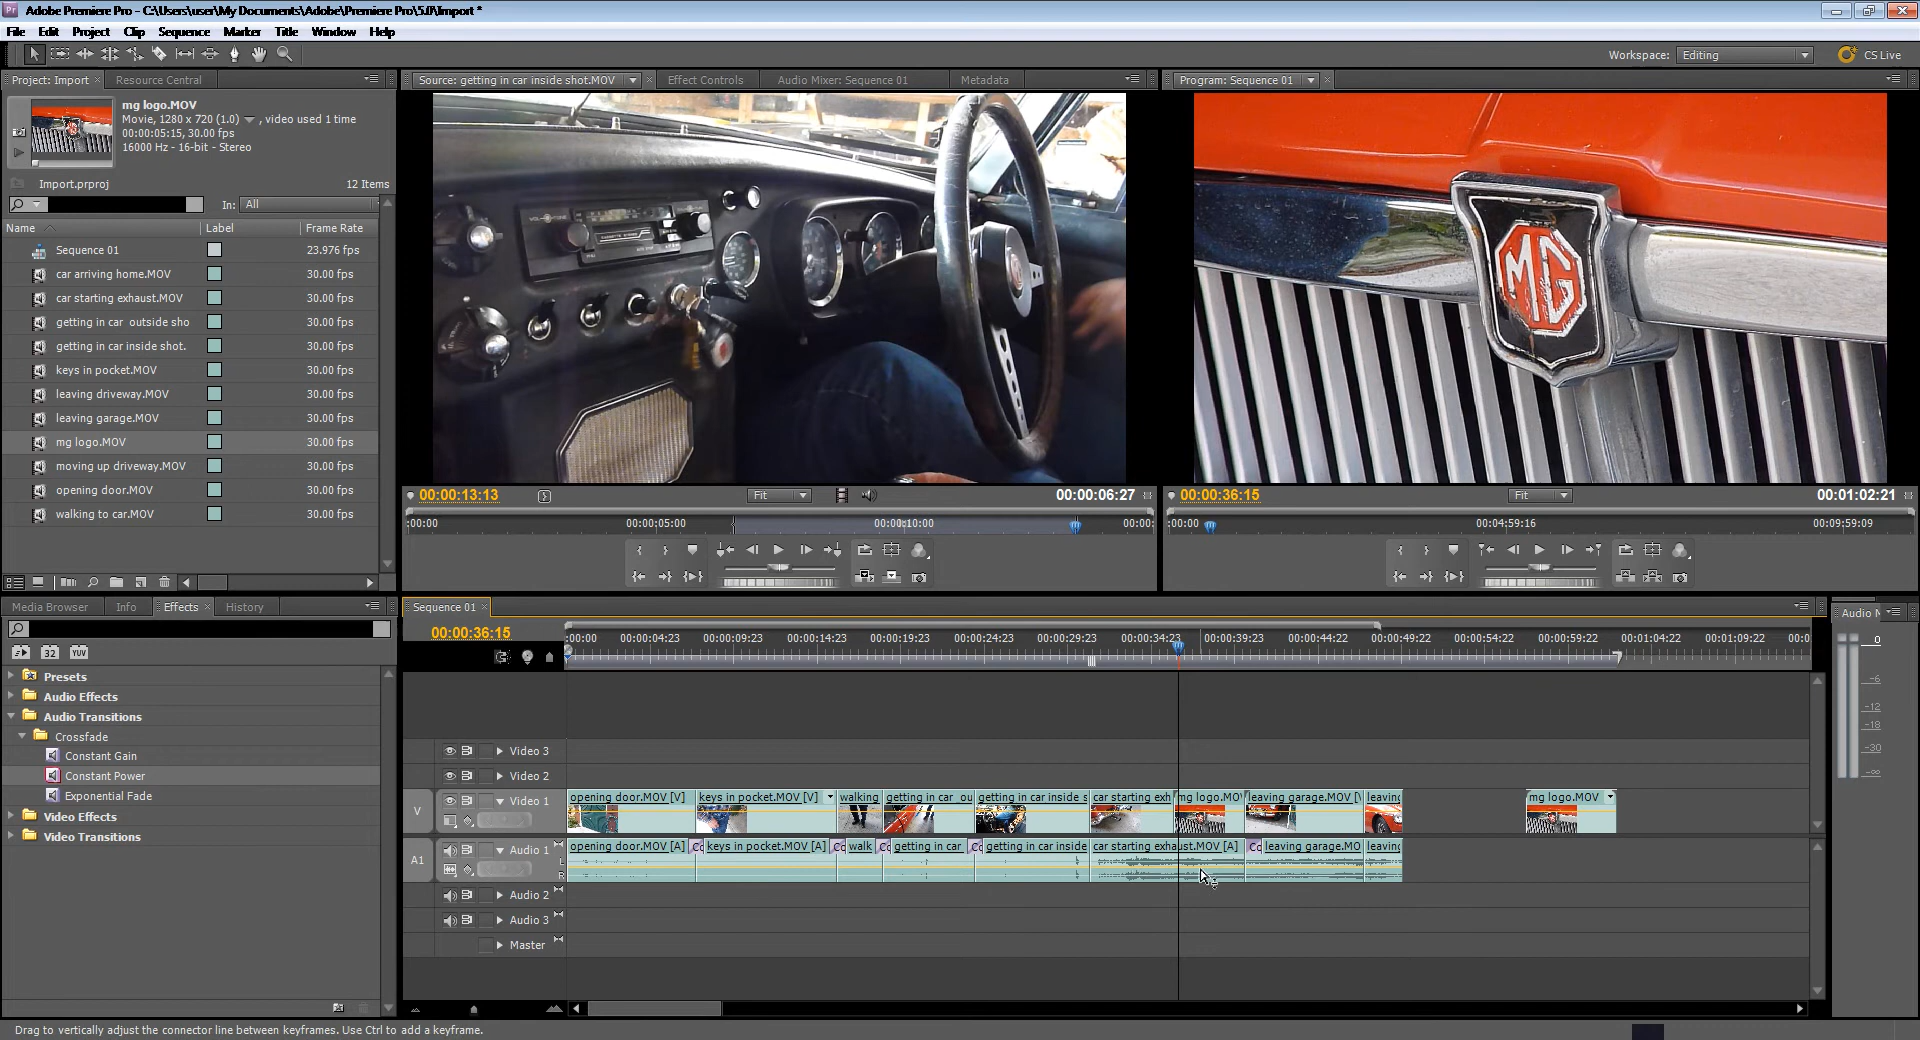 Adobe Premiere Pro - C:\Users\user\My Documents\Adobe\Premiere Pro\5.0\Import *
File Edit Project Clip Sequence Marker Title Window Help
Workspace: Editing CS Live
Project: Import Resource Central
Source: getting in car inside shot.MOV Effect Controls Audio Mixer: Sequence 01 Metadata
Program: Sequence 01
mg logo.MOV
Movie, 1280 x 720 (1.0) , video used 1 time
00:00:05:15, 30.00 fps
16000 Hz - 16-bit - Stereo
Import.prproj 12 Items
In: All
Name Label Frame Rate
Sequence 01 23.976 fps
car arriving home.MOV 30.00 fps
car starting exhaust.MOV 30.00 fps
getting in car outside sho 30.00 fps
getting in car inside shot. 30.00 fps
keys in pocket.MOV 30.00 fps
leaving driveway.MOV 30.00 fps
leaving garage.MOV 30.00 fps
mg logo.MOV 30.00 fps
moving up driveway.MOV 30.00 fps
opening door.MOV 30.00 fps
walking to car.MOV 30.00 fps
MG
00:00:13:13 Fit 00:00:06:27
:00:00 00:00:05:00 00:00:10:00 00:00:
00:00:36:15 Fit 00:01:02:21
:00:00 04:59:16 09:59:09
Media Browser Info Effects History
32 YUV
Presets
Audio Effects
Audio Transitions
Crossfade
Constant Gain
Constant Power
Exponential Fade
Video Effects
Video Transitions
Sequence 01
Audio M
00:00:36:15
:00:00 00:00:04:23 00:00:09:23 00:00:14:23 00:00:19:23 00:00:24:23 00:00:29:23 00:00:34:23 00:00:39:23 00:00:44:22 00:00:49:22 00:00:54:22 00:00:59:22 00:01:04:22 00:01:09:22 00:0
Video 3
Video 2
V Video 1
opening door.MOV [V] keys in pocket.MOV [V] walking getting in car ou getting in car inside s car starting exh mg logo.MOV leaving garage.MOV [V leaving mg logo.MOV
A1 Audio 1
L
R
opening door.MOV [A] Co keys in pocket.MOV [A] Co walk Co getting in car Co getting in car inside car starting exhaust.MOV [A] Co leaving garage.MO leaving
Audio 2
Audio 3
Master
0
-6
-12
-18
-30
-∞
Drag to vertically adjust the connector line between keyframes. Use Ctrl to add a keyframe.